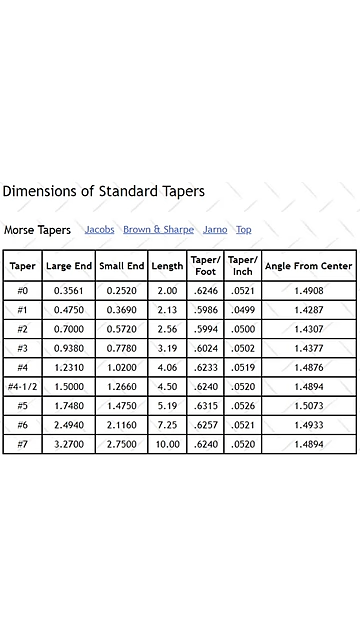 Dimensions of Standard Tapers
Morse Tapers Jacobs Brown & Sharpe Jarno Top
Taper Large End Small End Length Taper/Foot Taper/Inch Angle From Center
#0 0.3561 0.2520 2.00 .6246 .0521 1.4908
#1 0.4750 0.3690 2.13 .5986 .0499 1.4287
#2 0.7000 0.5720 2.56 .5994 .0500 1.4307
#3 0.9380 0.7780 3.19 .6024 .0502 1.4377
#4 1.2310 1.0200 4.06 .6233 .0519 1.4876
#4-1/2 1.5000 1.2660 4.50 .6240 .0520 1.4894
#5 1.7480 1.4750 5.19 .6315 .0526 1.5073
#6 2.4940 2.1160 7.25 .6257 .0521 1.4933
#7 3.2700 2.7500 10.00 .6240 .0520 1.4894